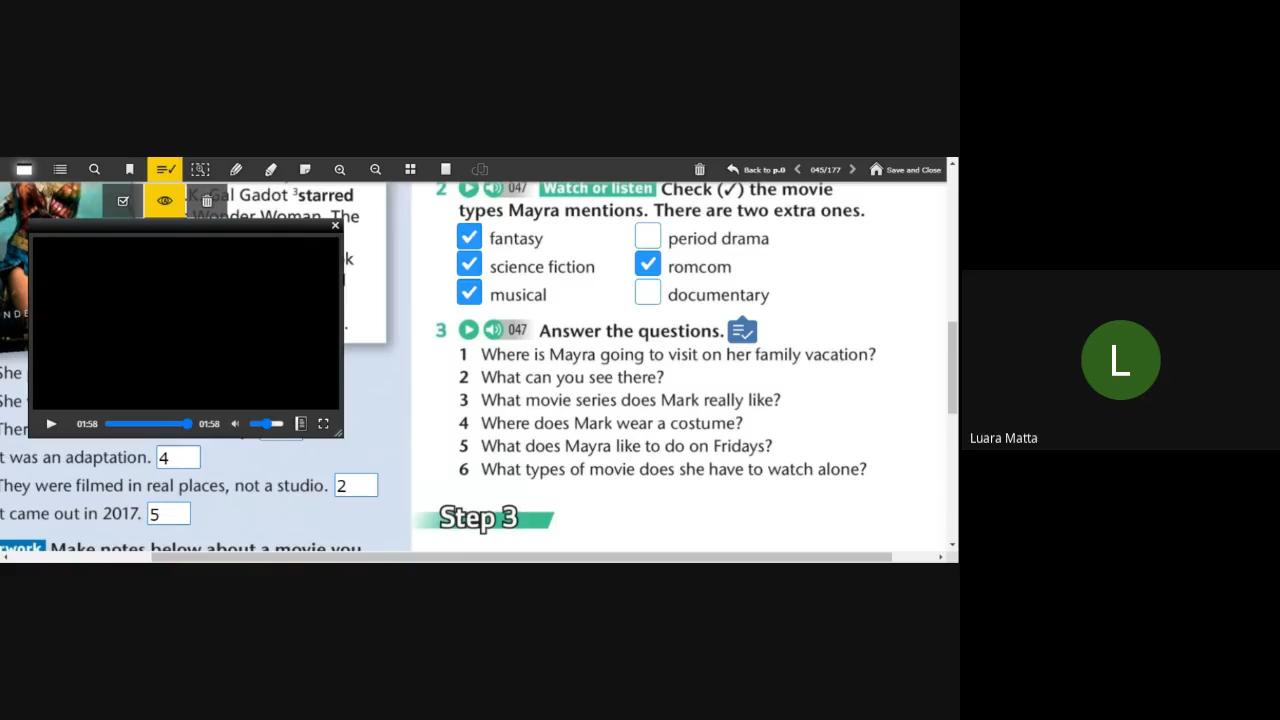 Back to p.0
045/177
Save and Close
.K. Gal Gadot ³starred
Wonder Woman. The
NDE
She
She
Ther
t was an adaptation. 4
They were filmed in real places, not a studio. 2
t came out in 2017. 5
rwork Make notes below about a movie you
01:58 01:58
2 047 Watch or listen Check (✓) the movie
types Mayra mentions. There are two extra ones.
fantasy period drama
science fiction romcom
musical documentary
3 047 Answer the questions.
1 Where is Mayra going to visit on her family vacation?
2 What can you see there?
3 What movie series does Mark really like?
4 Where does Mark wear a costume?
5 What does Mayra like to do on Fridays?
6 What types of movie does she have to watch alone?
Step 3
L
Luara Matta